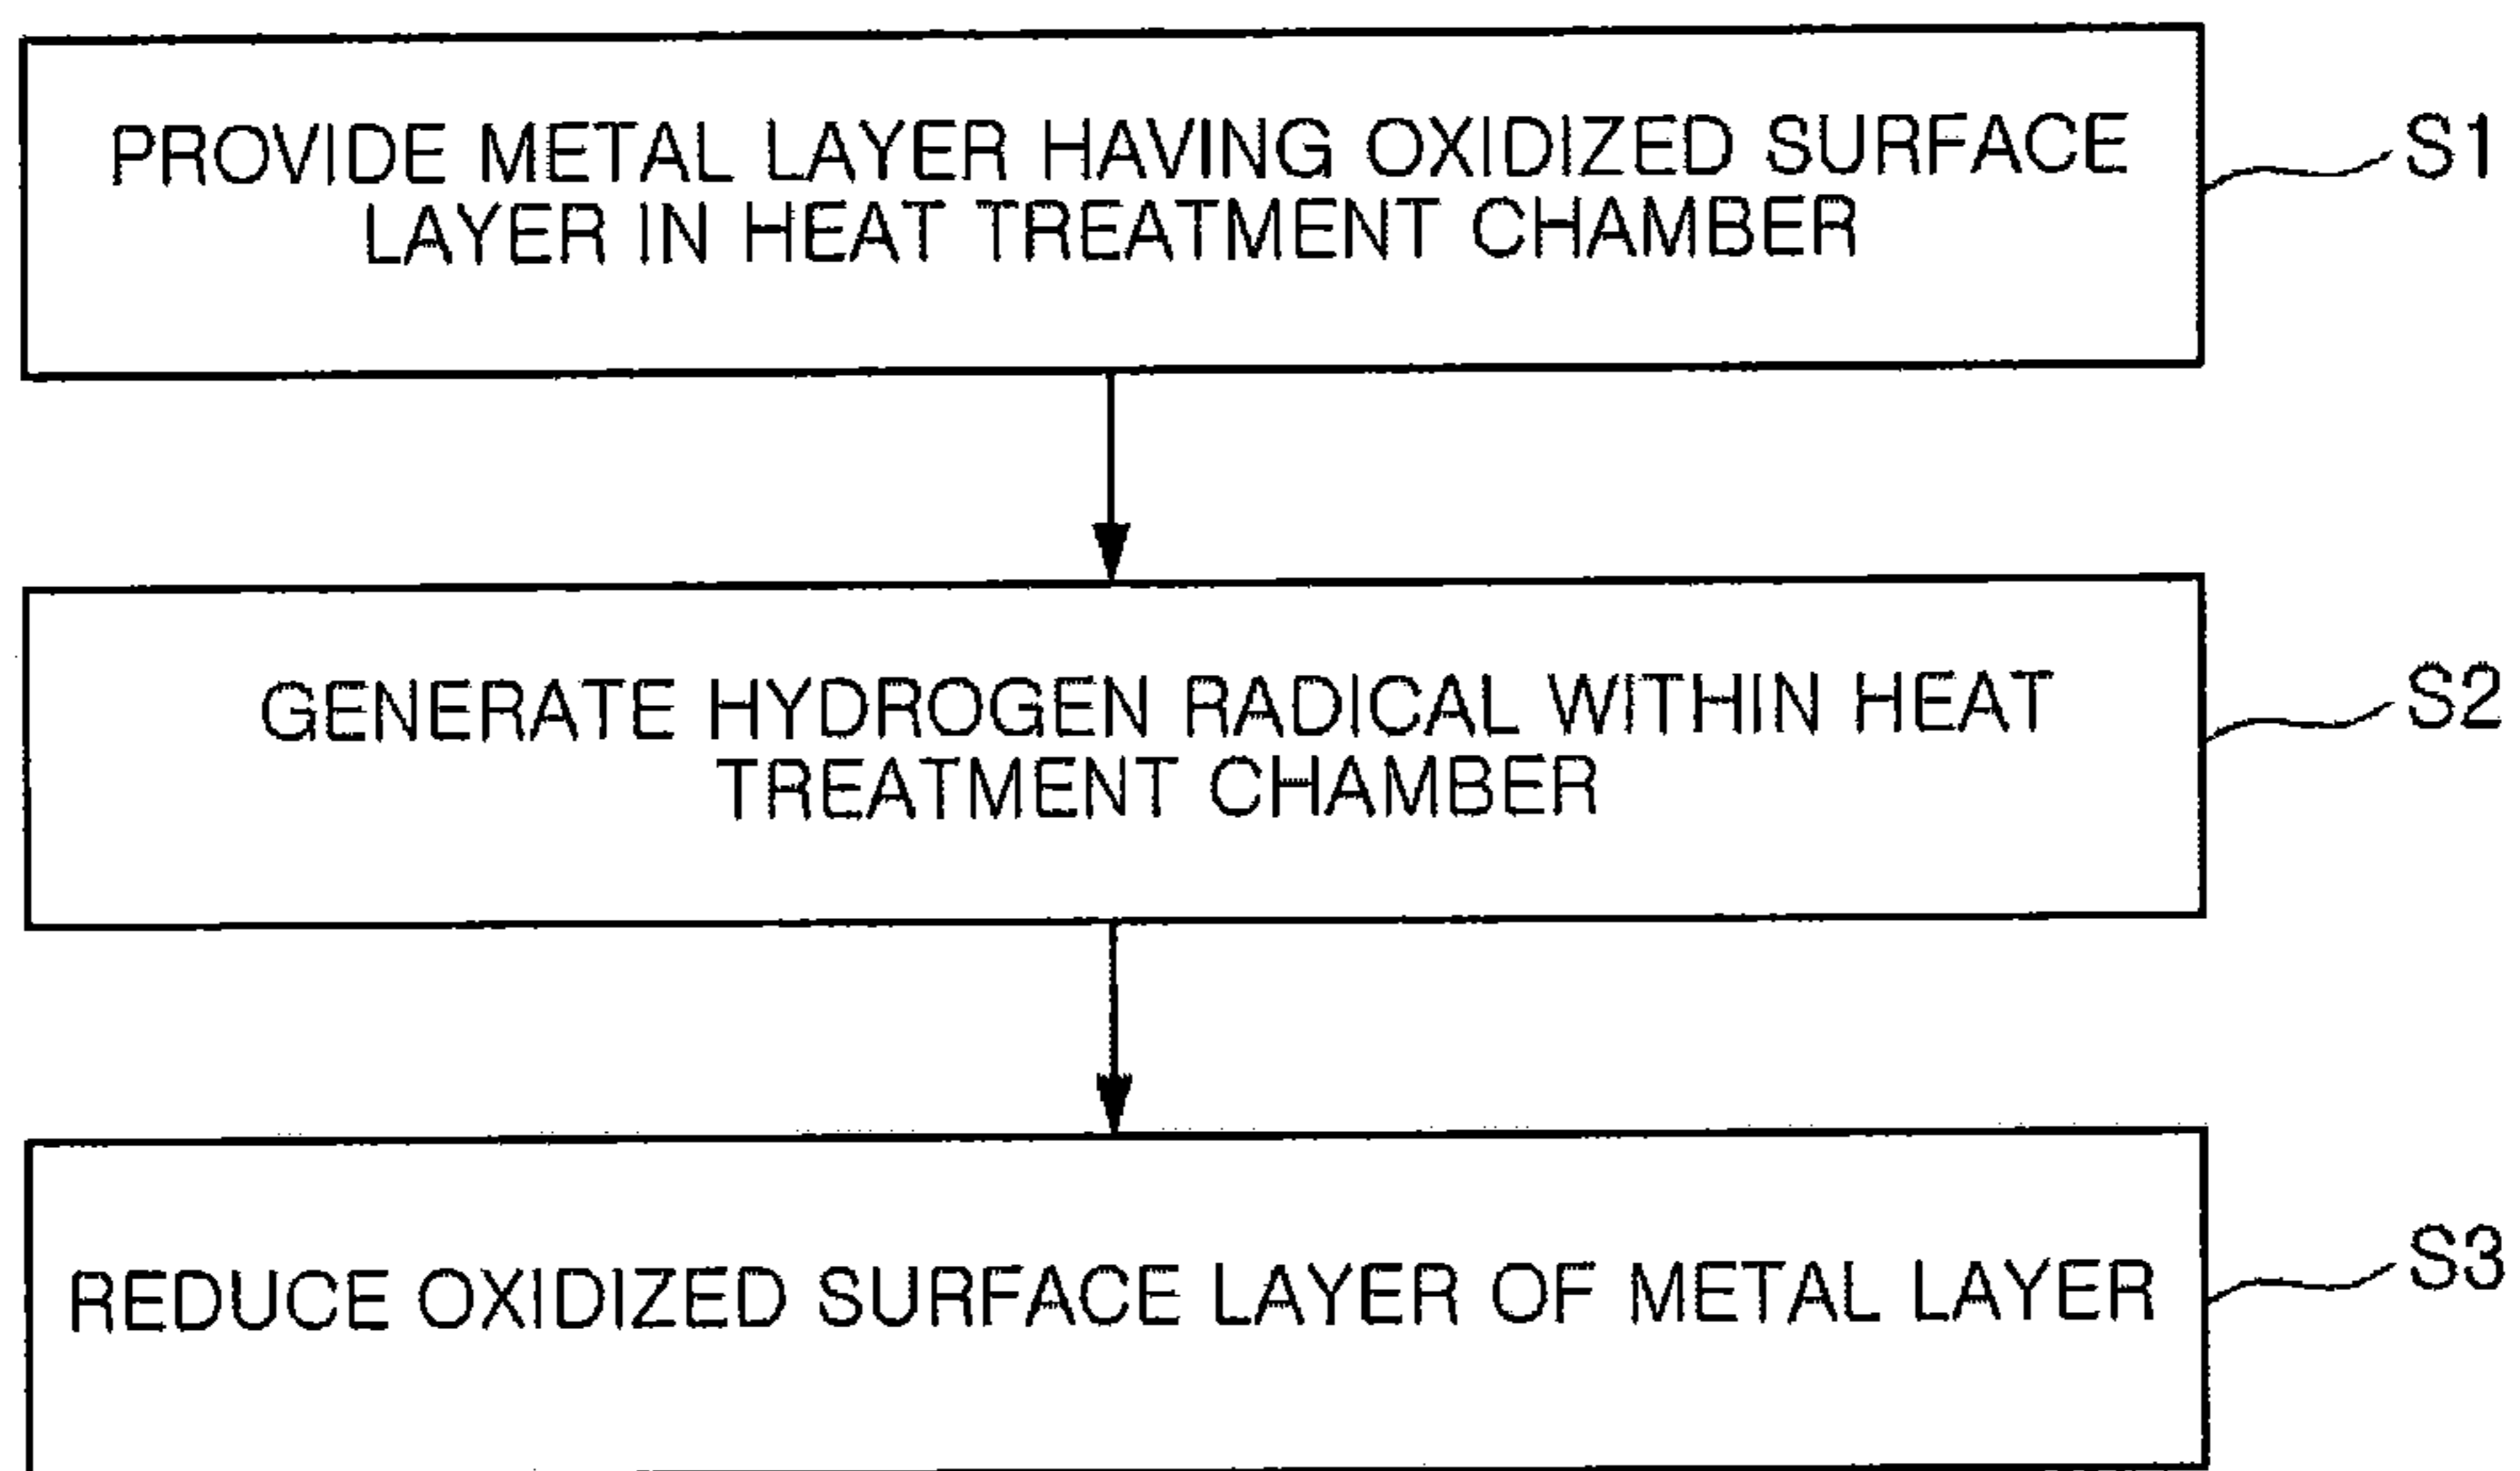 PROVIDE METAL LAYER HAVING OXIDIZED SURFACE
LAYER IN HEAT TREATMENT CHAMBER
S1
GENERATE HYDROGEN RADICAL WITHIN HEAT
TREATMENT CHAMBER
S2
REDUCE OXIDIZED SURFACE LAYER OF METAL LAYER
S3